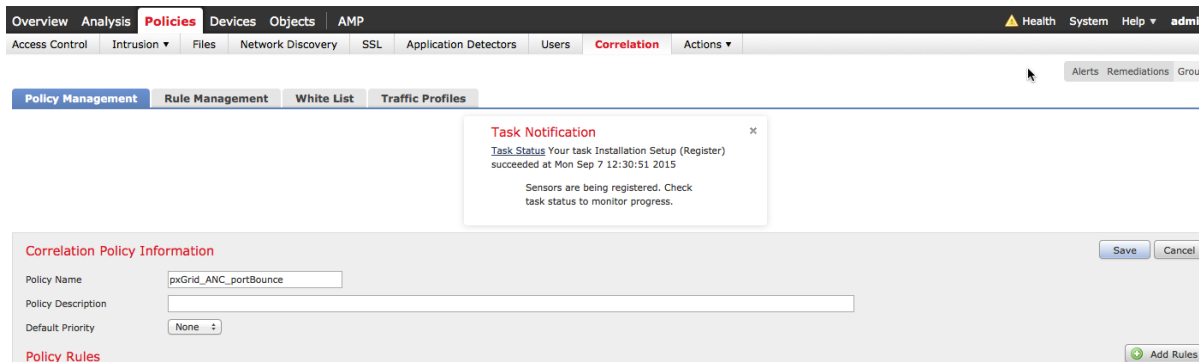 Overview Analysis Policies Devices Objects AMP Health System Help ▾ admi
Access Control Intrusion ▾ Files Network Discovery SSL Application Detectors Users Correlation Actions ▾
Alerts Remediations Grou
Policy Management Rule Management White List Traffic Profiles
Task Notification ×
Task Status Your task Installation Setup (Register)
succeeded at Mon Sep 7 12:30:51 2015
Sensors are being registered. Check
task status to monitor progress.
Correlation Policy Information Save Cancel
Policy Name pxGrid_ANC_portBounce
Policy Description
Default Priority None
Policy Rules Add Rules